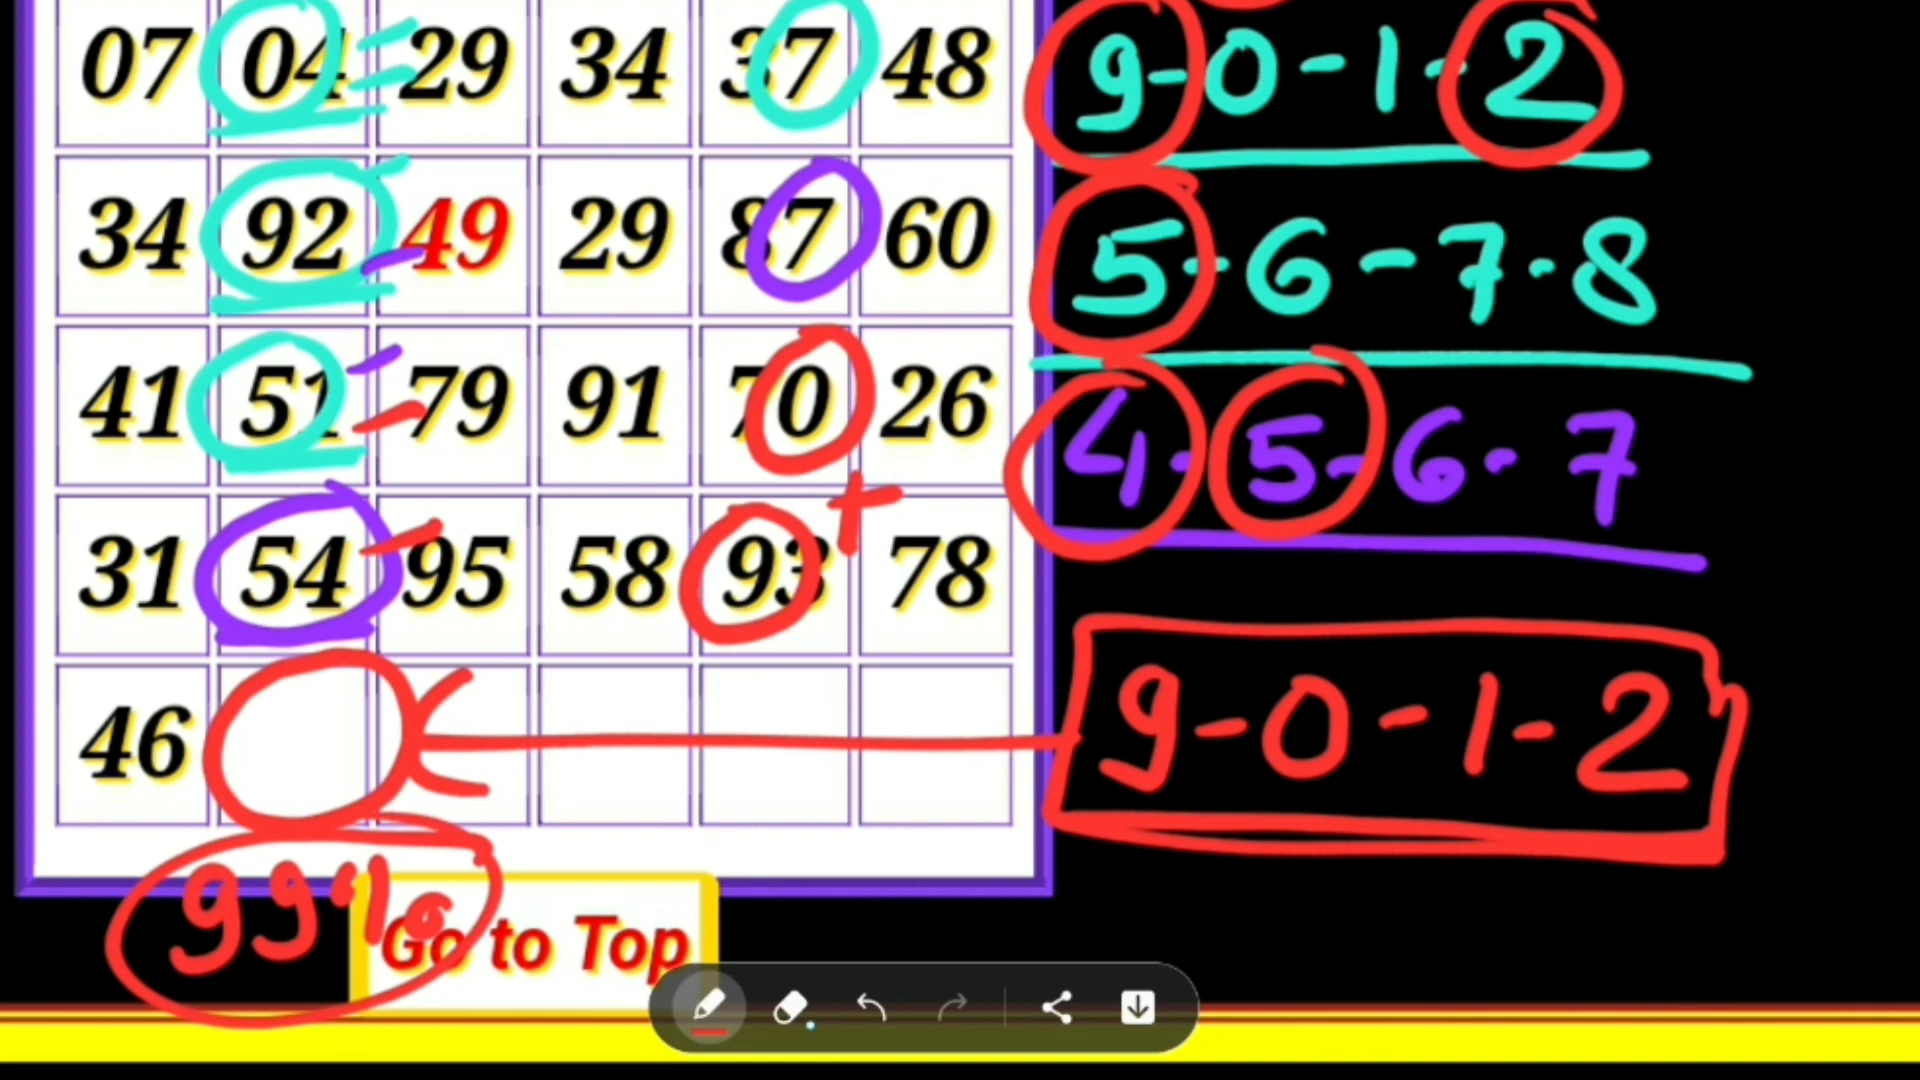 07 04 29 34 37 48
9-0-1-2
34 92 49 29 87 60
5-6-7-8
41 51 79 91 70 26
4-5-6-7
31 54 95 58 93 78
+
46
9-0-1-2
99%
Go to Top